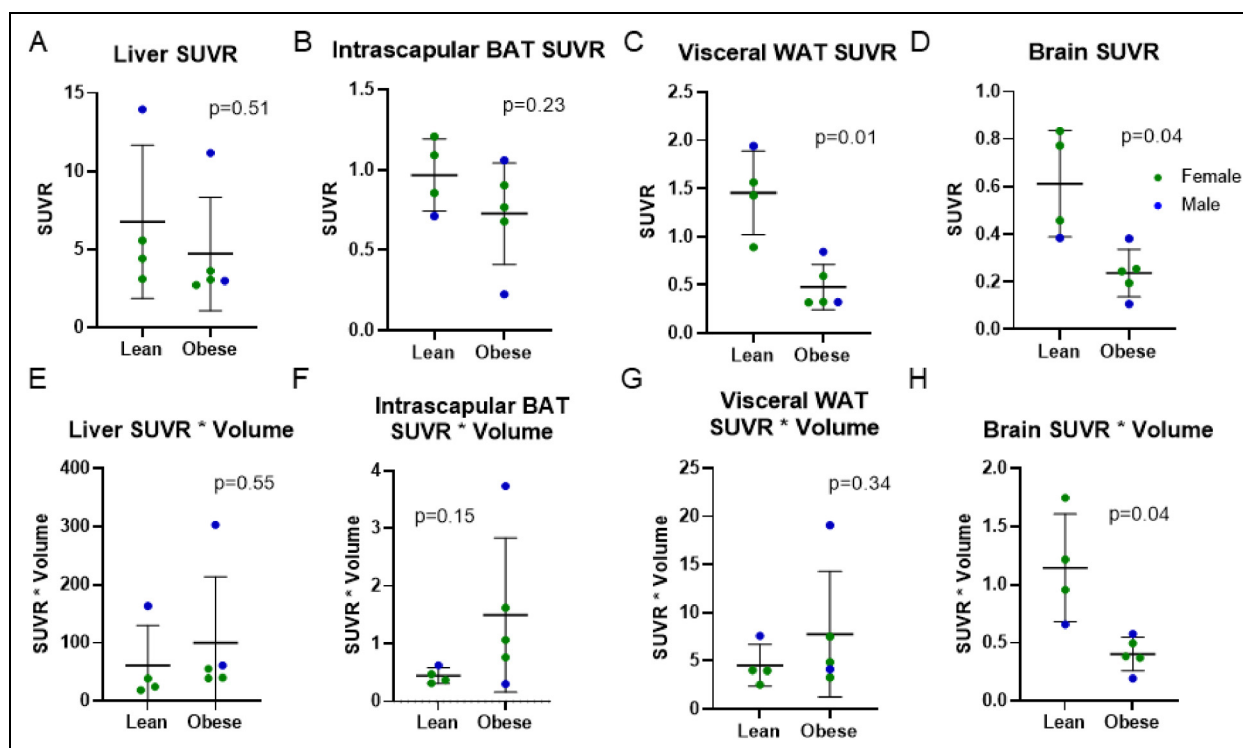 A
Liver SUVR
15
10
5
0
SUVR
p=0.51
Lean Obese
B
Intrascapular BAT SUVR
1.5
1.0
0.5
0.0
SUVR
p=0.23
Lean Obese
C
Visceral WAT SUVR
2.5
2.0
1.5
1.0
0.5
0.0
SUVR
p=0.01
Lean Obese
D
Brain SUVR
1.0
0.8
0.6
0.4
0.2
0.0
SUVR
p=0.04
Female
Male
Lean Obese
E
Liver SUVR * Volume
400
300
200
100
0
SUVR * Volume
p=0.55
Lean Obese
F
Intrascapular BAT
SUVR * Volume
4
3
2
1
0
SUVR * Volume
p=0.15
Lean Obese
G
Visceral WAT
SUVR * Volume
25
20
15
10
5
0
SUVR * Volume
p=0.34
Lean Obese
H
Brain SUVR * Volume
2.0
1.5
1.0
0.5
0.0
SUVR * Volume
p=0.04
Lean Obese